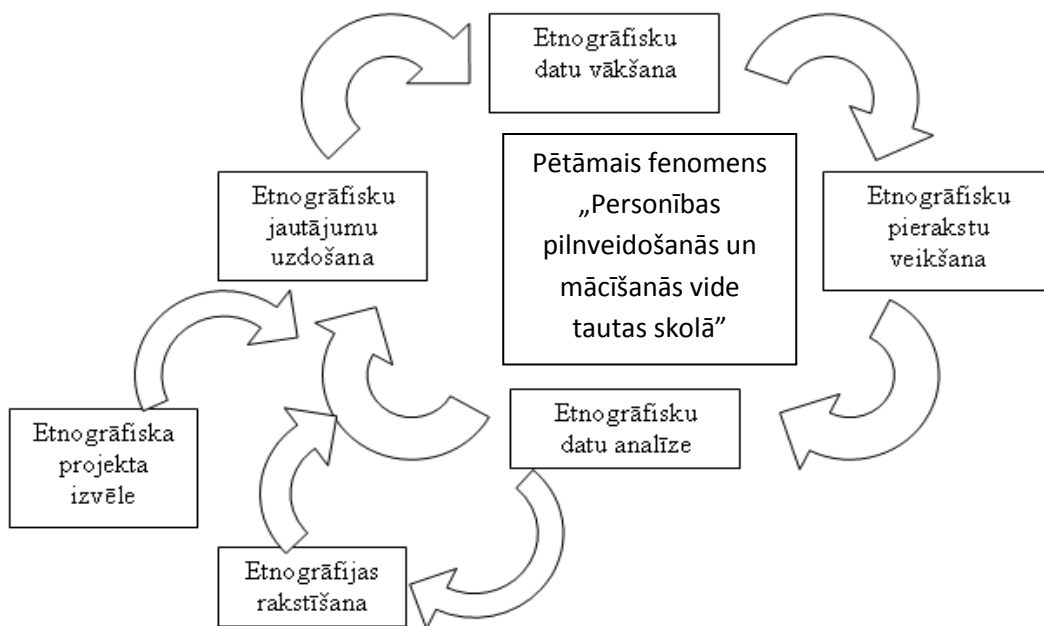 Etnogrāfisku
datu vākšana
Pētāmais fenomens
„Personības
pilnveidošanās un
mācīšanās vide
tautas skolā”
Etnogrāfisku
jautājumu
uzdošana
Etnogrāfisku
pierakstu
veikšana
Etnogrāfisku
datu analīze
Etnogrāfiska
projekta
izvēle
Etnogrāfijas
rakstīšana